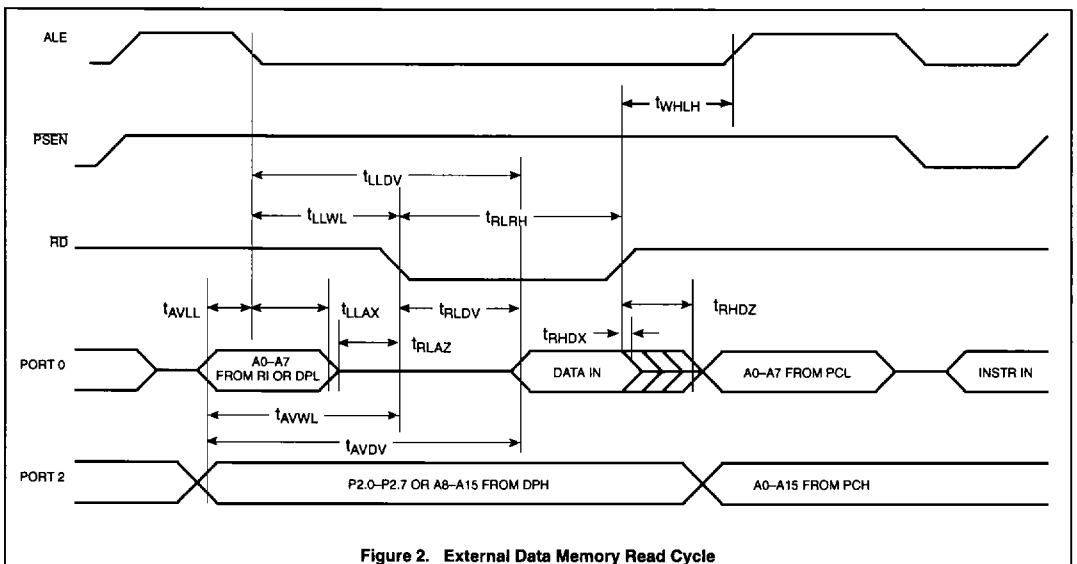 ALE
tWHLH
PSEN
tLLDV
tLLWL
tRLRH
RD
tAVLL
tLLAX
tRLDV
tRHDZ
tRLAZ
tRHDX
PORT 0
A0–A7
FROM RI OR DPL
DATA IN
A0–A7 FROM PCL
INSTR IN
tAVWL
tAVDV
PORT 2
P2.0–P2.7 OR A8–A15 FROM DPH
A0–A15 FROM PCH
Figure 2. External Data Memory Read Cycle